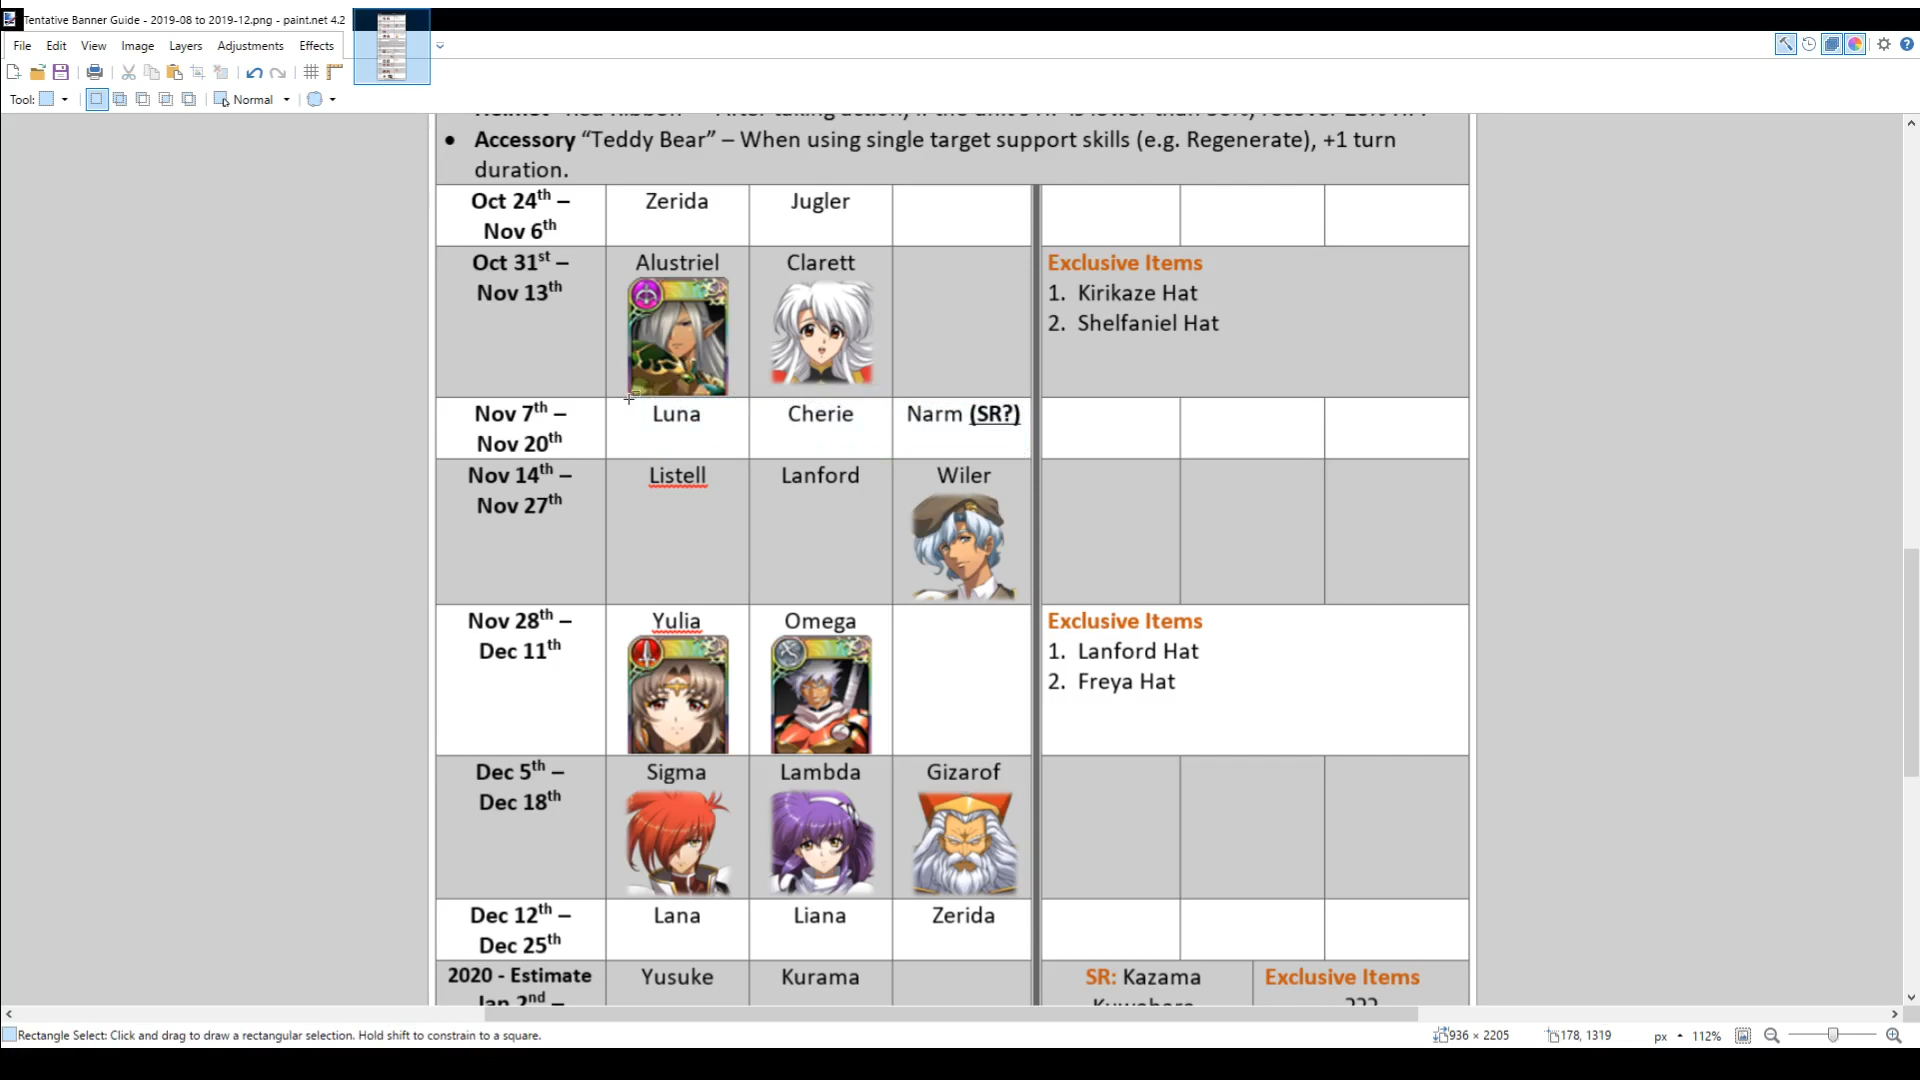 Tentative Banner Guide - 2019-08 to 2019-12.png - paint.net 4.2
File Edit View Image Layers Adjustments Effects
Tool: Normal
• Accessory “Teddy Bear” – When using single target support skills (e.g. Regenerate), +1 turn
duration.
Oct 24th – Zerida Jugler
Nov 6th
Oct 31st – Alustriel Clarett Exclusive Items
Nov 13th 1. Kirikaze Hat
2. Shelfaniel Hat
Nov 7th – Luna Cherie Narm (SR?)
Nov 20th
Nov 14th – Listell Lanford Wiler
Nov 27th
Nov 28th – Yulia Omega Exclusive Items
Dec 11th 1. Lanford Hat
2. Freya Hat
Dec 5th – Sigma Lambda Gizarof
Dec 18th
Dec 12th – Lana Liana Zerida
Dec 25th
2020 - Estimate Yusuke Kurama SR: Kazama Exclusive Items
Jan 2nd –
Rectangle Select: Click and drag to draw a rectangular selection. Hold shift to constrain to a square. 936 × 2205 178, 1319 px 112%